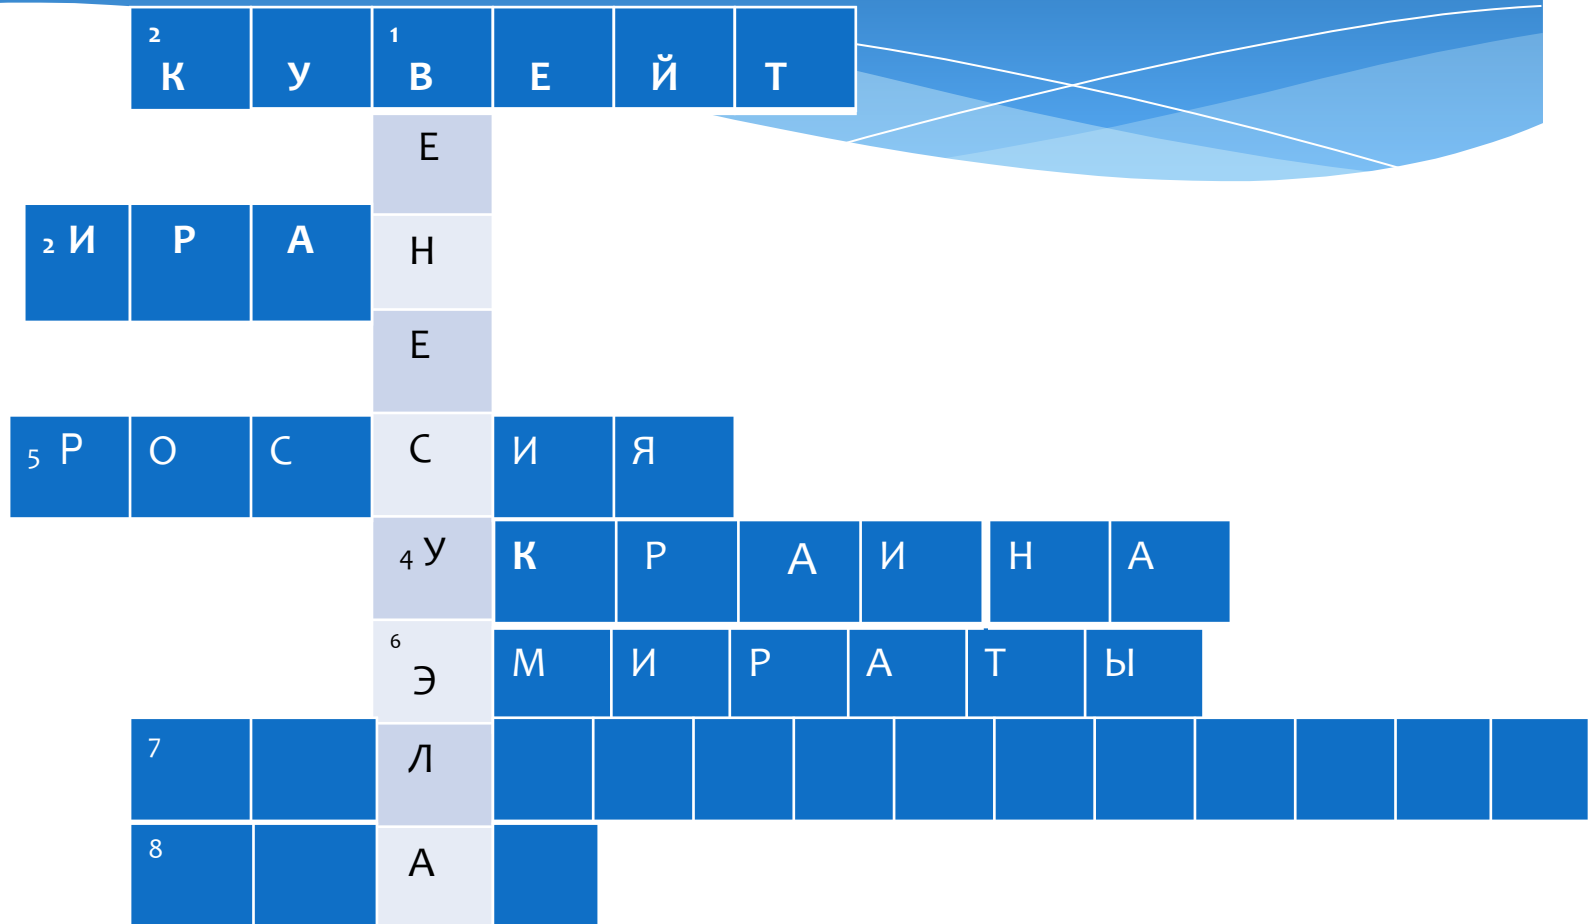 2 К У 1 В Е Й Т
Е
2 И Р А Н
Е
5 Р О С С И Я
4 У К Р А И Н А
6 Э М И Р А Т Ы
7 Л
8 А